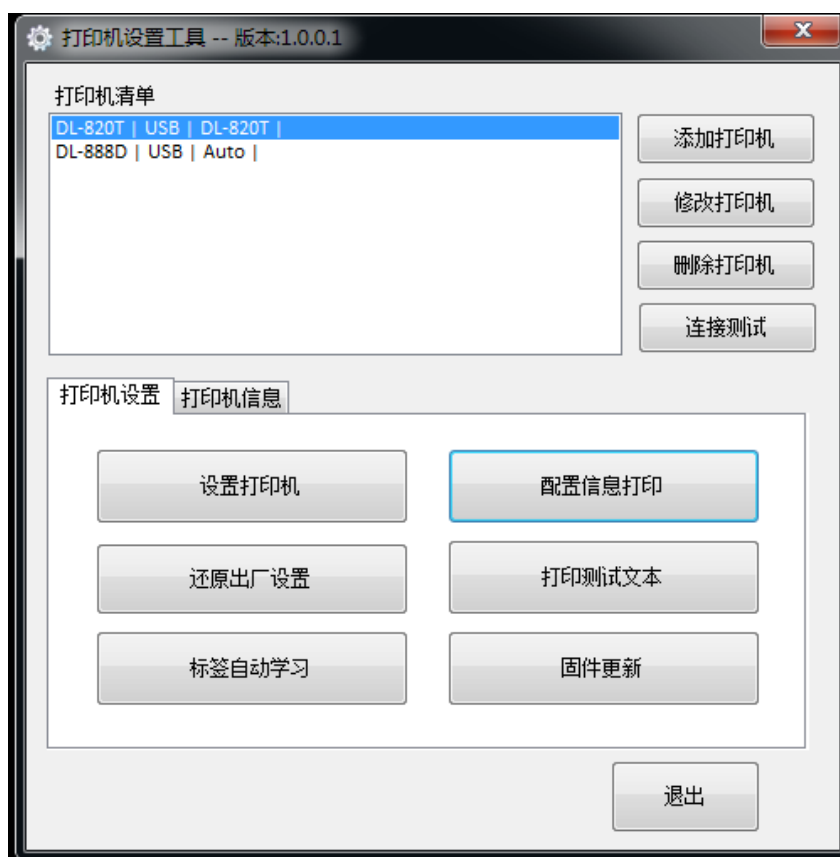 打印机设置工具 -- 版本:1.0.0.1
打印机清单
DL-820T | USB | DL-820T |
DL-888D | USB | Auto |
添加打印机
修改打印机
删除打印机
连接测试
打印机设置
打印机信息
设置打印机
配置信息打印
还原出厂设置
打印测试文本
标签自动学习
固件更新
退出